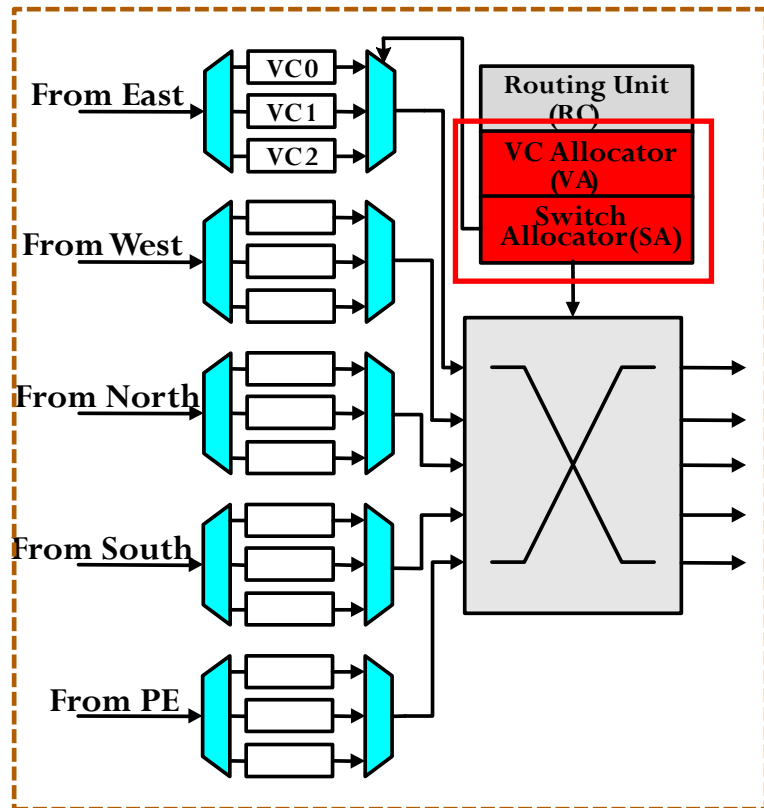 From East
VC0
VC1
VC2
Routing Unit
(RC)
VC Allocator
(VA)
Switch
Allocator(SA)
From West
From North
From South
From PE